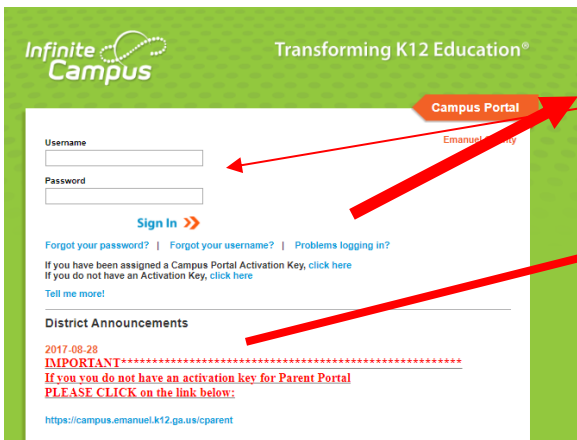 Infinite
Campus
Transforming K12 Education®
Campus Portal
Emanuel
Username
Password
Sign In
Forgot your password? | Forgot your username? | Problems logging in?
If you have been assigned a Campus Portal Activation Key, click here
If you do not have an Activation Key, click here
Tell me more!
District Announcements
2017-08-28
IMPORTANT*******************************************************
If you you do not have an activation key for Parent Portal
PLEASE CLICK on the link below:
https://campus.emanuel.k12.ga.us/cparent